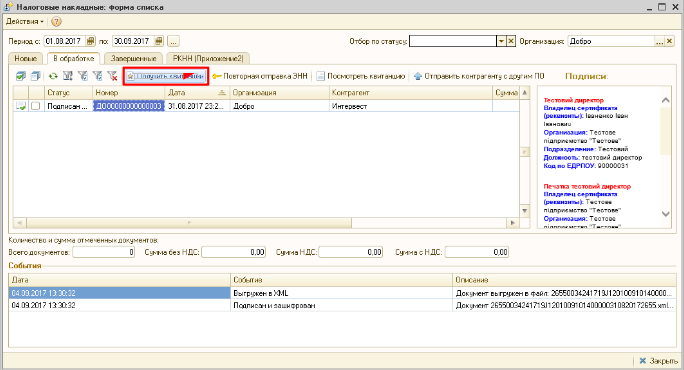 Налоговые накладные: форма списка
Действия
Период с: 01.08.2017 по: 30.09.2017 ... Отбор по статусу: Организация: Добро
Новые В обработке Завершенные РКНН (Приложение2)
Получить квитанции Повторная отправка ЭНН Посмотреть квитанцию Отправить контрагенту с другим ПО Подписи:
Статус Номер Дата Организация Контрагент Сумма
Подписан ... ДО00000000000003 31.08.2017 23:2... Добро Интервест
Тестовий директор
Владелец сертификата
(реквизиты): Іваненко Іван
Іванович
Организация: Тестове
підприємство "Тестове"
Подразделение: Тестовий
Должность: тестовий директор
Код по ЕДРПОУ: 90000031
Печатка тестовий директор
Владелец сертификата
(реквизиты): Тестове
підприємство "Тестове"
Организация: Тестове
підприємство "Тестове"
Количество и сумма отмеченных документов:
Всего документов: 0 Сумма без НДС: 0,00 Сумма НДС: 0,00 Сумма с НДС: 0,00
События
Дата Событие Описание
04.09.2017 13:30:32 Выгружен в XML Документ выгружен в файл: 26550034241719J1201009101400000...
04.09.2017 13:30:32 Подписан и зашифрован Документ 26550034241719J1201009101400000310820172655.xml...
Закрыть